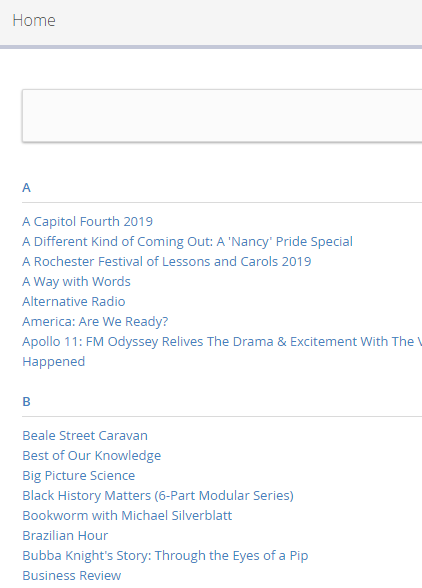 Home
A
A Capitol Fourth 2019
A Different Kind of Coming Out: A 'Nancy' Pride Special
A Rochester Festival of Lessons and Carols 2019
A Way with Words
Alternative Radio
America: Are We Ready?
Apollo 11: FM Odyssey Relives The Drama & Excitement With The
Happened
B
Beale Street Caravan
Best of Our Knowledge
Big Picture Science
Black History Matters (6-Part Modular Series)
Bookworm with Michael Silverblatt
Brazilian Hour
Bubba Knight's Story: Through the Eyes of a Pip
Business Review